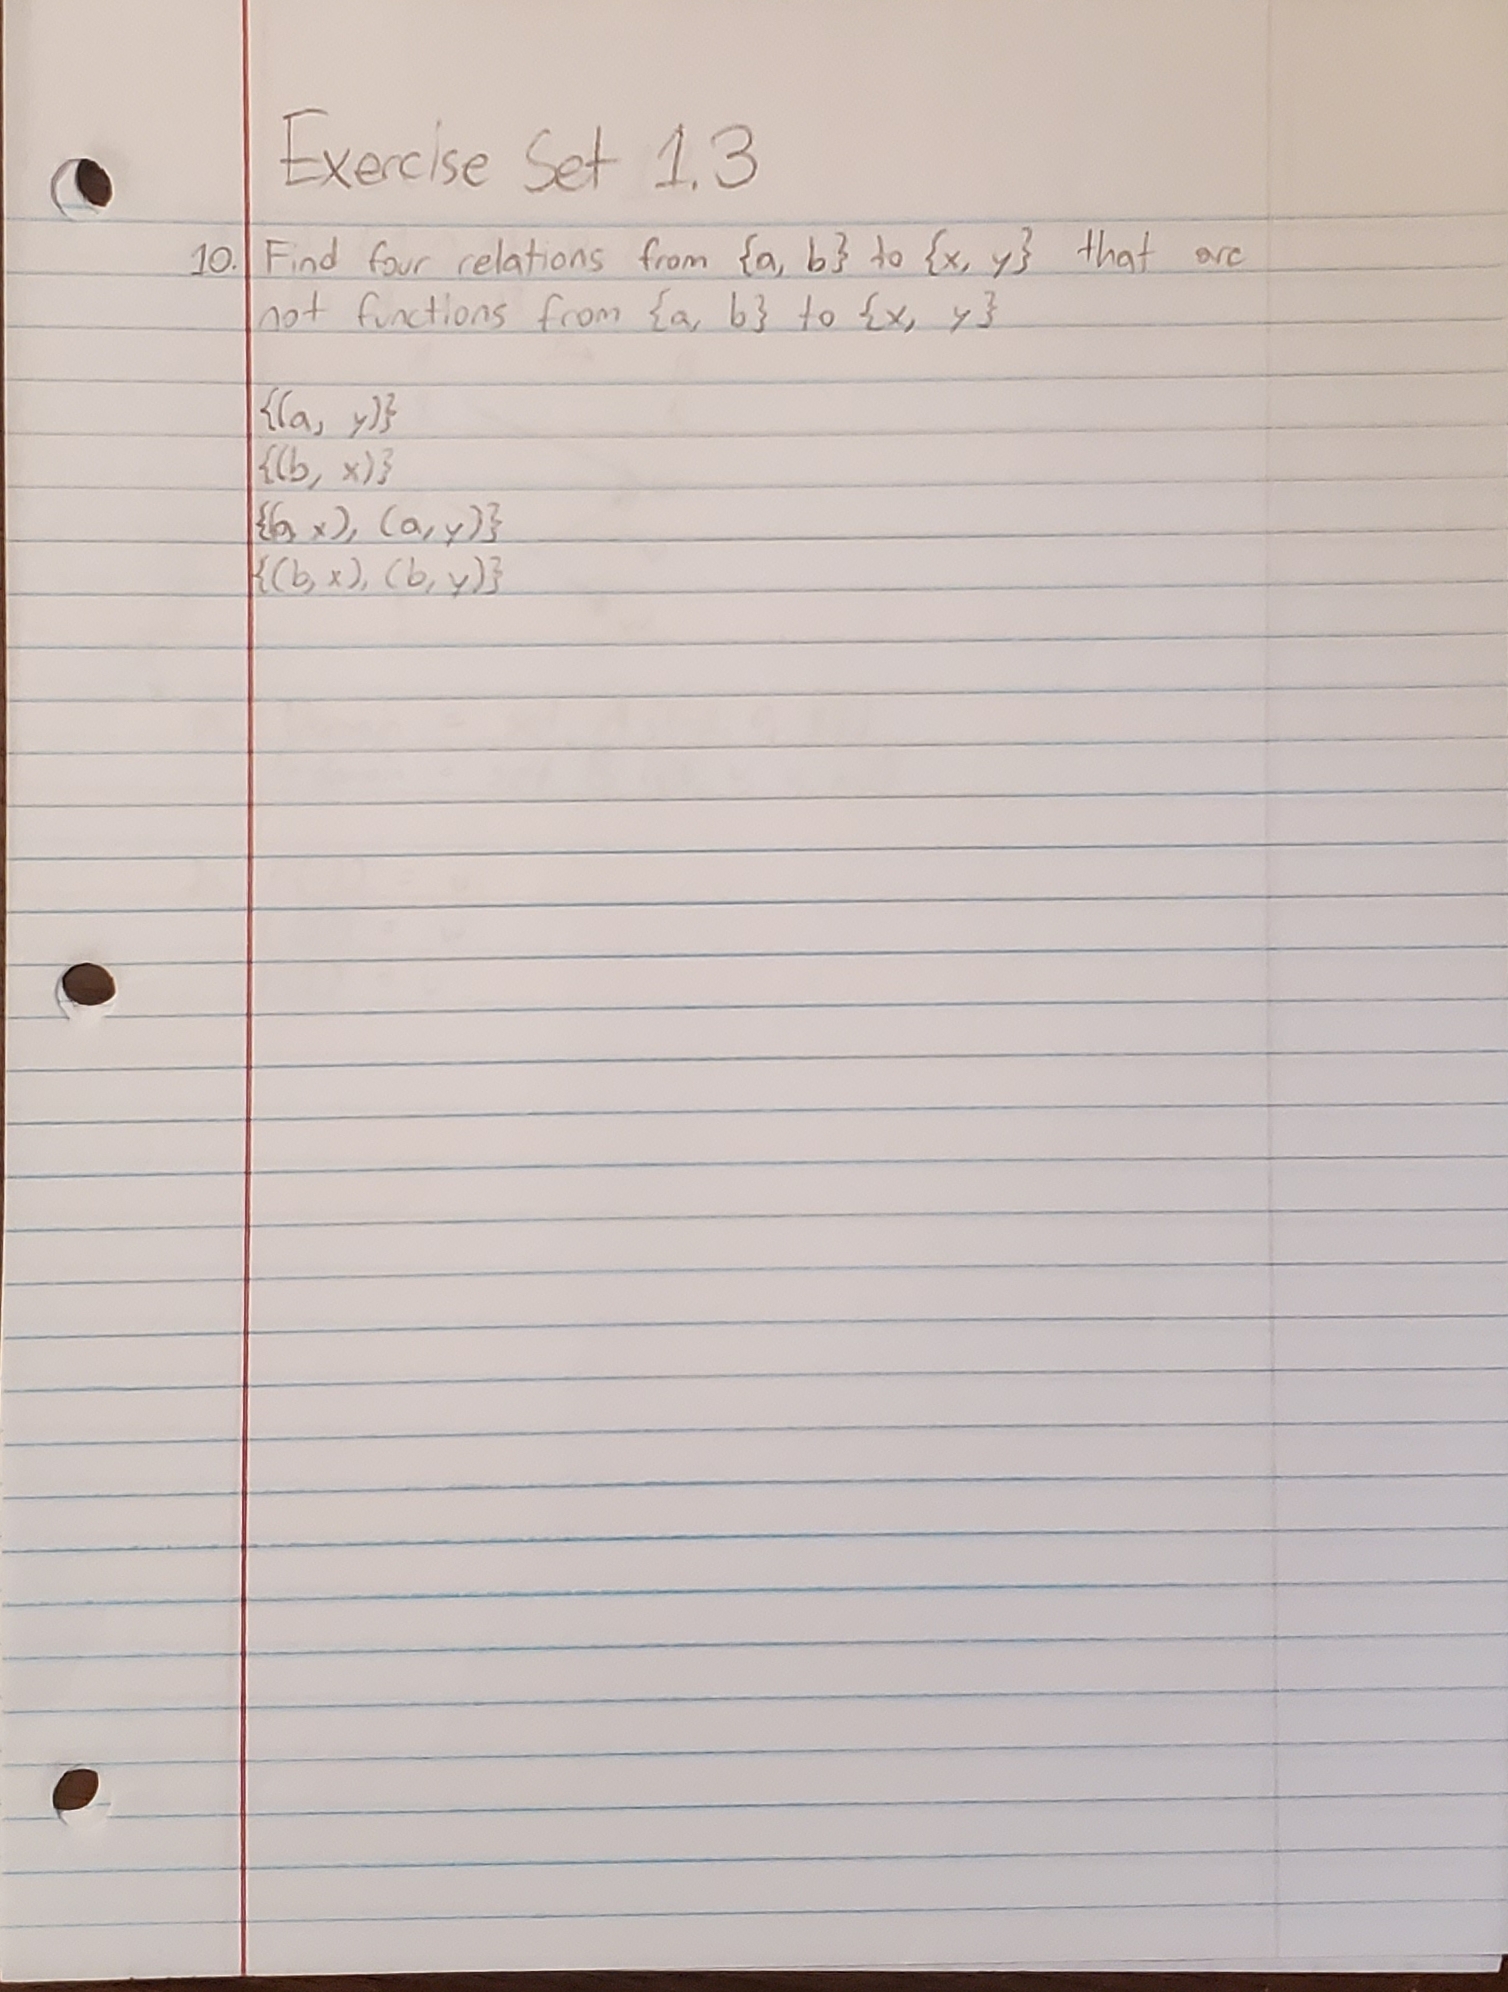 Exercise Set 1.3
10. Find four relations from {a, b} to {x, y} that are
not functions from {a, b} to {x, y}
{(a, y)}
{(b, x)}
{(a, x), (a, y)}
{(b, x), (b, y)}